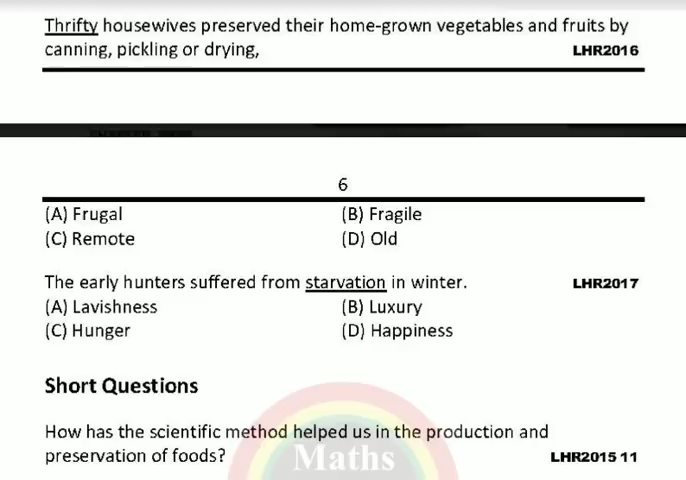 Thrifty housewives preserved their home-grown vegetables and fruits by
canning, pickling or drying, LHR2016
6
(A) Frugal (B) Fragile
(C) Remote (D) Old
The early hunters suffered from starvation in winter. LHR2017
(A) Lavishness (B) Luxury
(C) Hunger (D) Happiness
Short Questions
How has the scientific method helped us in the production and
preservation of foods? LHR2015 11
Maths